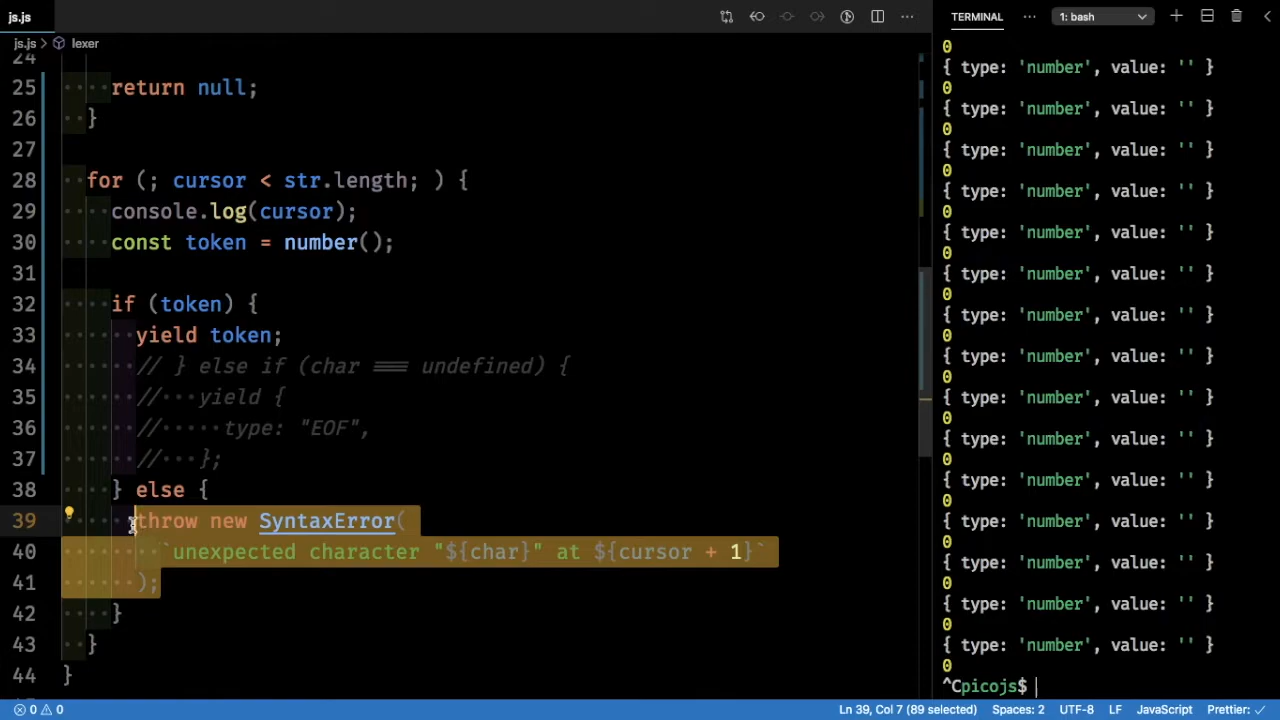 js.js
js.js > lexer
24
25 return null;
26 }
27
28 for (; cursor < str.length; ) {
29 console.log(cursor);
30 const token = number();
31
32 if (token) {
33 yield token;
34 // } else if (char === undefined) {
35 // yield {
36 // type: "EOF",
37 // };
38 } else {
39 throw new SyntaxError(
40 `unexpected character "${char}" at ${cursor + 1}`
41 );
42 }
43 }
44 }
TERMINAL ··· 1: bash
0
{ type: 'number', value: '' }
0
{ type: 'number', value: '' }
0
{ type: 'number', value: '' }
0
{ type: 'number', value: '' }
0
{ type: 'number', value: '' }
0
{ type: 'number', value: '' }
0
{ type: 'number', value: '' }
0
{ type: 'number', value: '' }
0
{ type: 'number', value: '' }
0
{ type: 'number', value: '' }
0
{ type: 'number', value: '' }
0
{ type: 'number', value: '' }
0
{ type: 'number', value: '' }
0
{ type: 'number', value: '' }
0
{ type: 'number', value: '' }
0
^Cpicojs$
0 0 Ln 39, Col 7 (89 selected) Spaces: 2 UTF-8 LF JavaScript Prettier: ✓